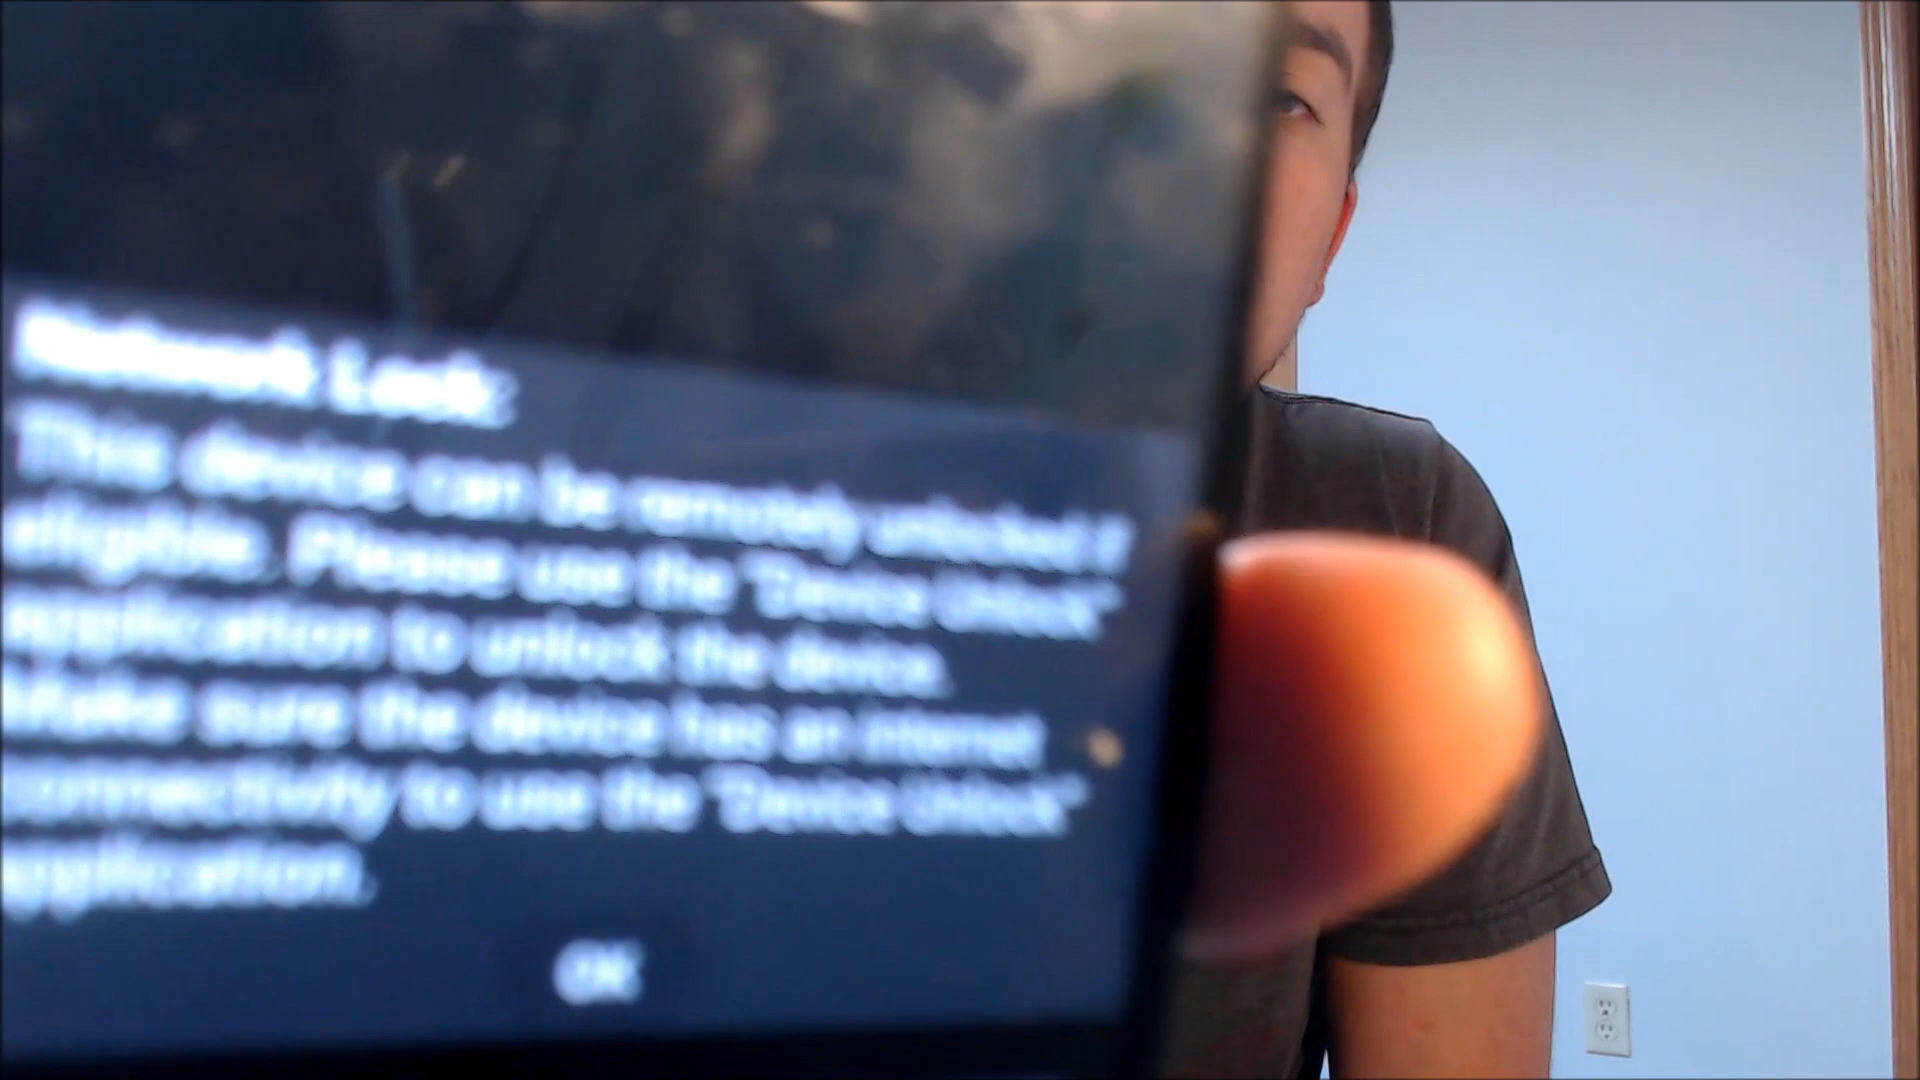 Network Lock
This device can be remotely unlocked if
eligible. Please use the "Device Unlock"
application to unlock the device.
Make sure the device has an internet
connectivity to use the "Device Unlock"
application.
OK